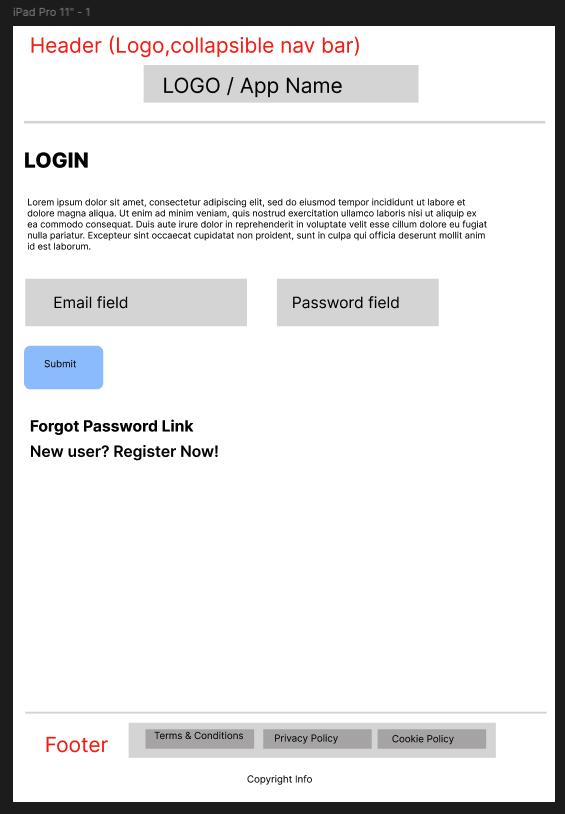 iPad Pro 11" - 1
Header (Logo,collapsible nav bar)
LOGO / App Name
LOGIN
Lorem ipsum dolor sit amet, consectetur adipiscing elit, sed do eiusmod tempor incididunt ut labore et
dolore magna aliqua. Ut enim ad minim veniam, quis nostrud exercitation ullamco laboris nisi ut aliquip ex
ea commodo consequat. Duis aute irure dolor in reprehenderit in voluptate velit esse cillum dolore eu fugiat
nulla pariatur. Excepteur sint occaecat cupidatat non proident, sunt in culpa qui officia deserunt mollit anim
id est laborum.
Email field
Password field
Submit
Forgot Password Link
New user? Register Now!
Footer
Terms & Conditions
Privacy Policy
Cookie Policy
Copyright Info